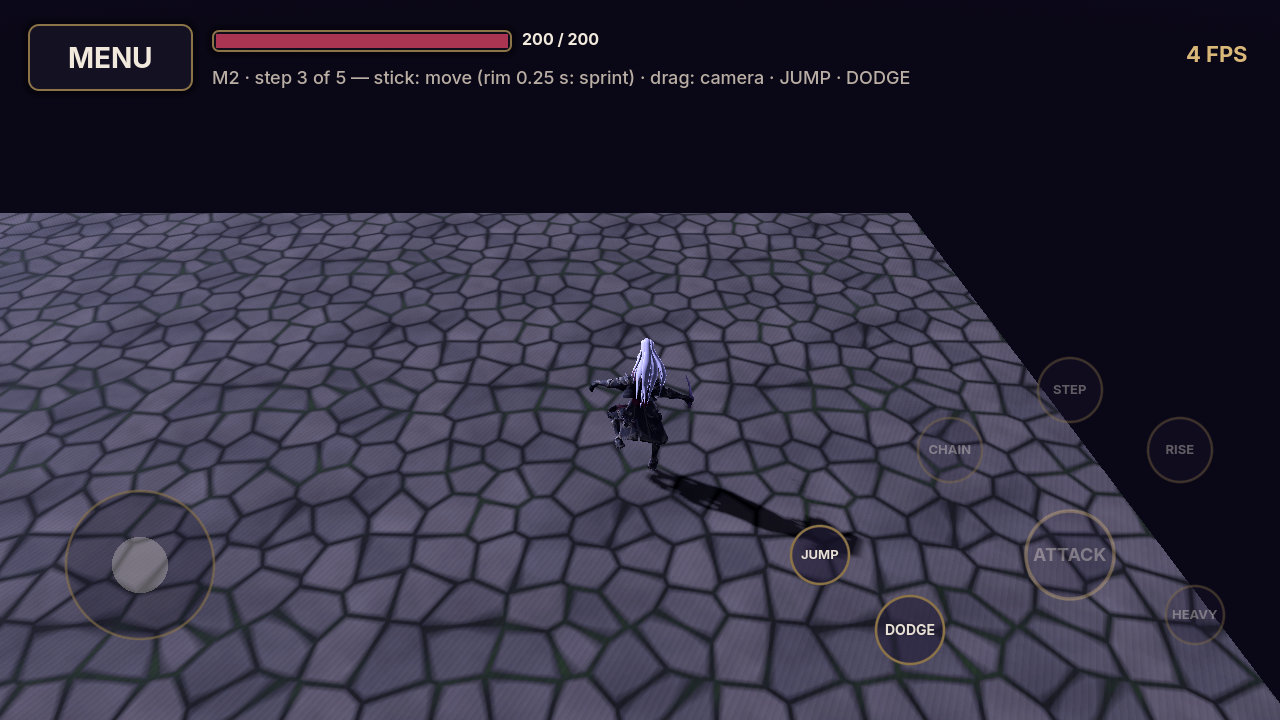 MENU
200 / 200
4 FPS
M2 · step 3 of 5 — stick: move (rim 0.25 s: sprint) · drag: camera · JUMP · DODGE
STEP
CHAIN
RISE
JUMP
ATTACK
HEAVY
DODGE